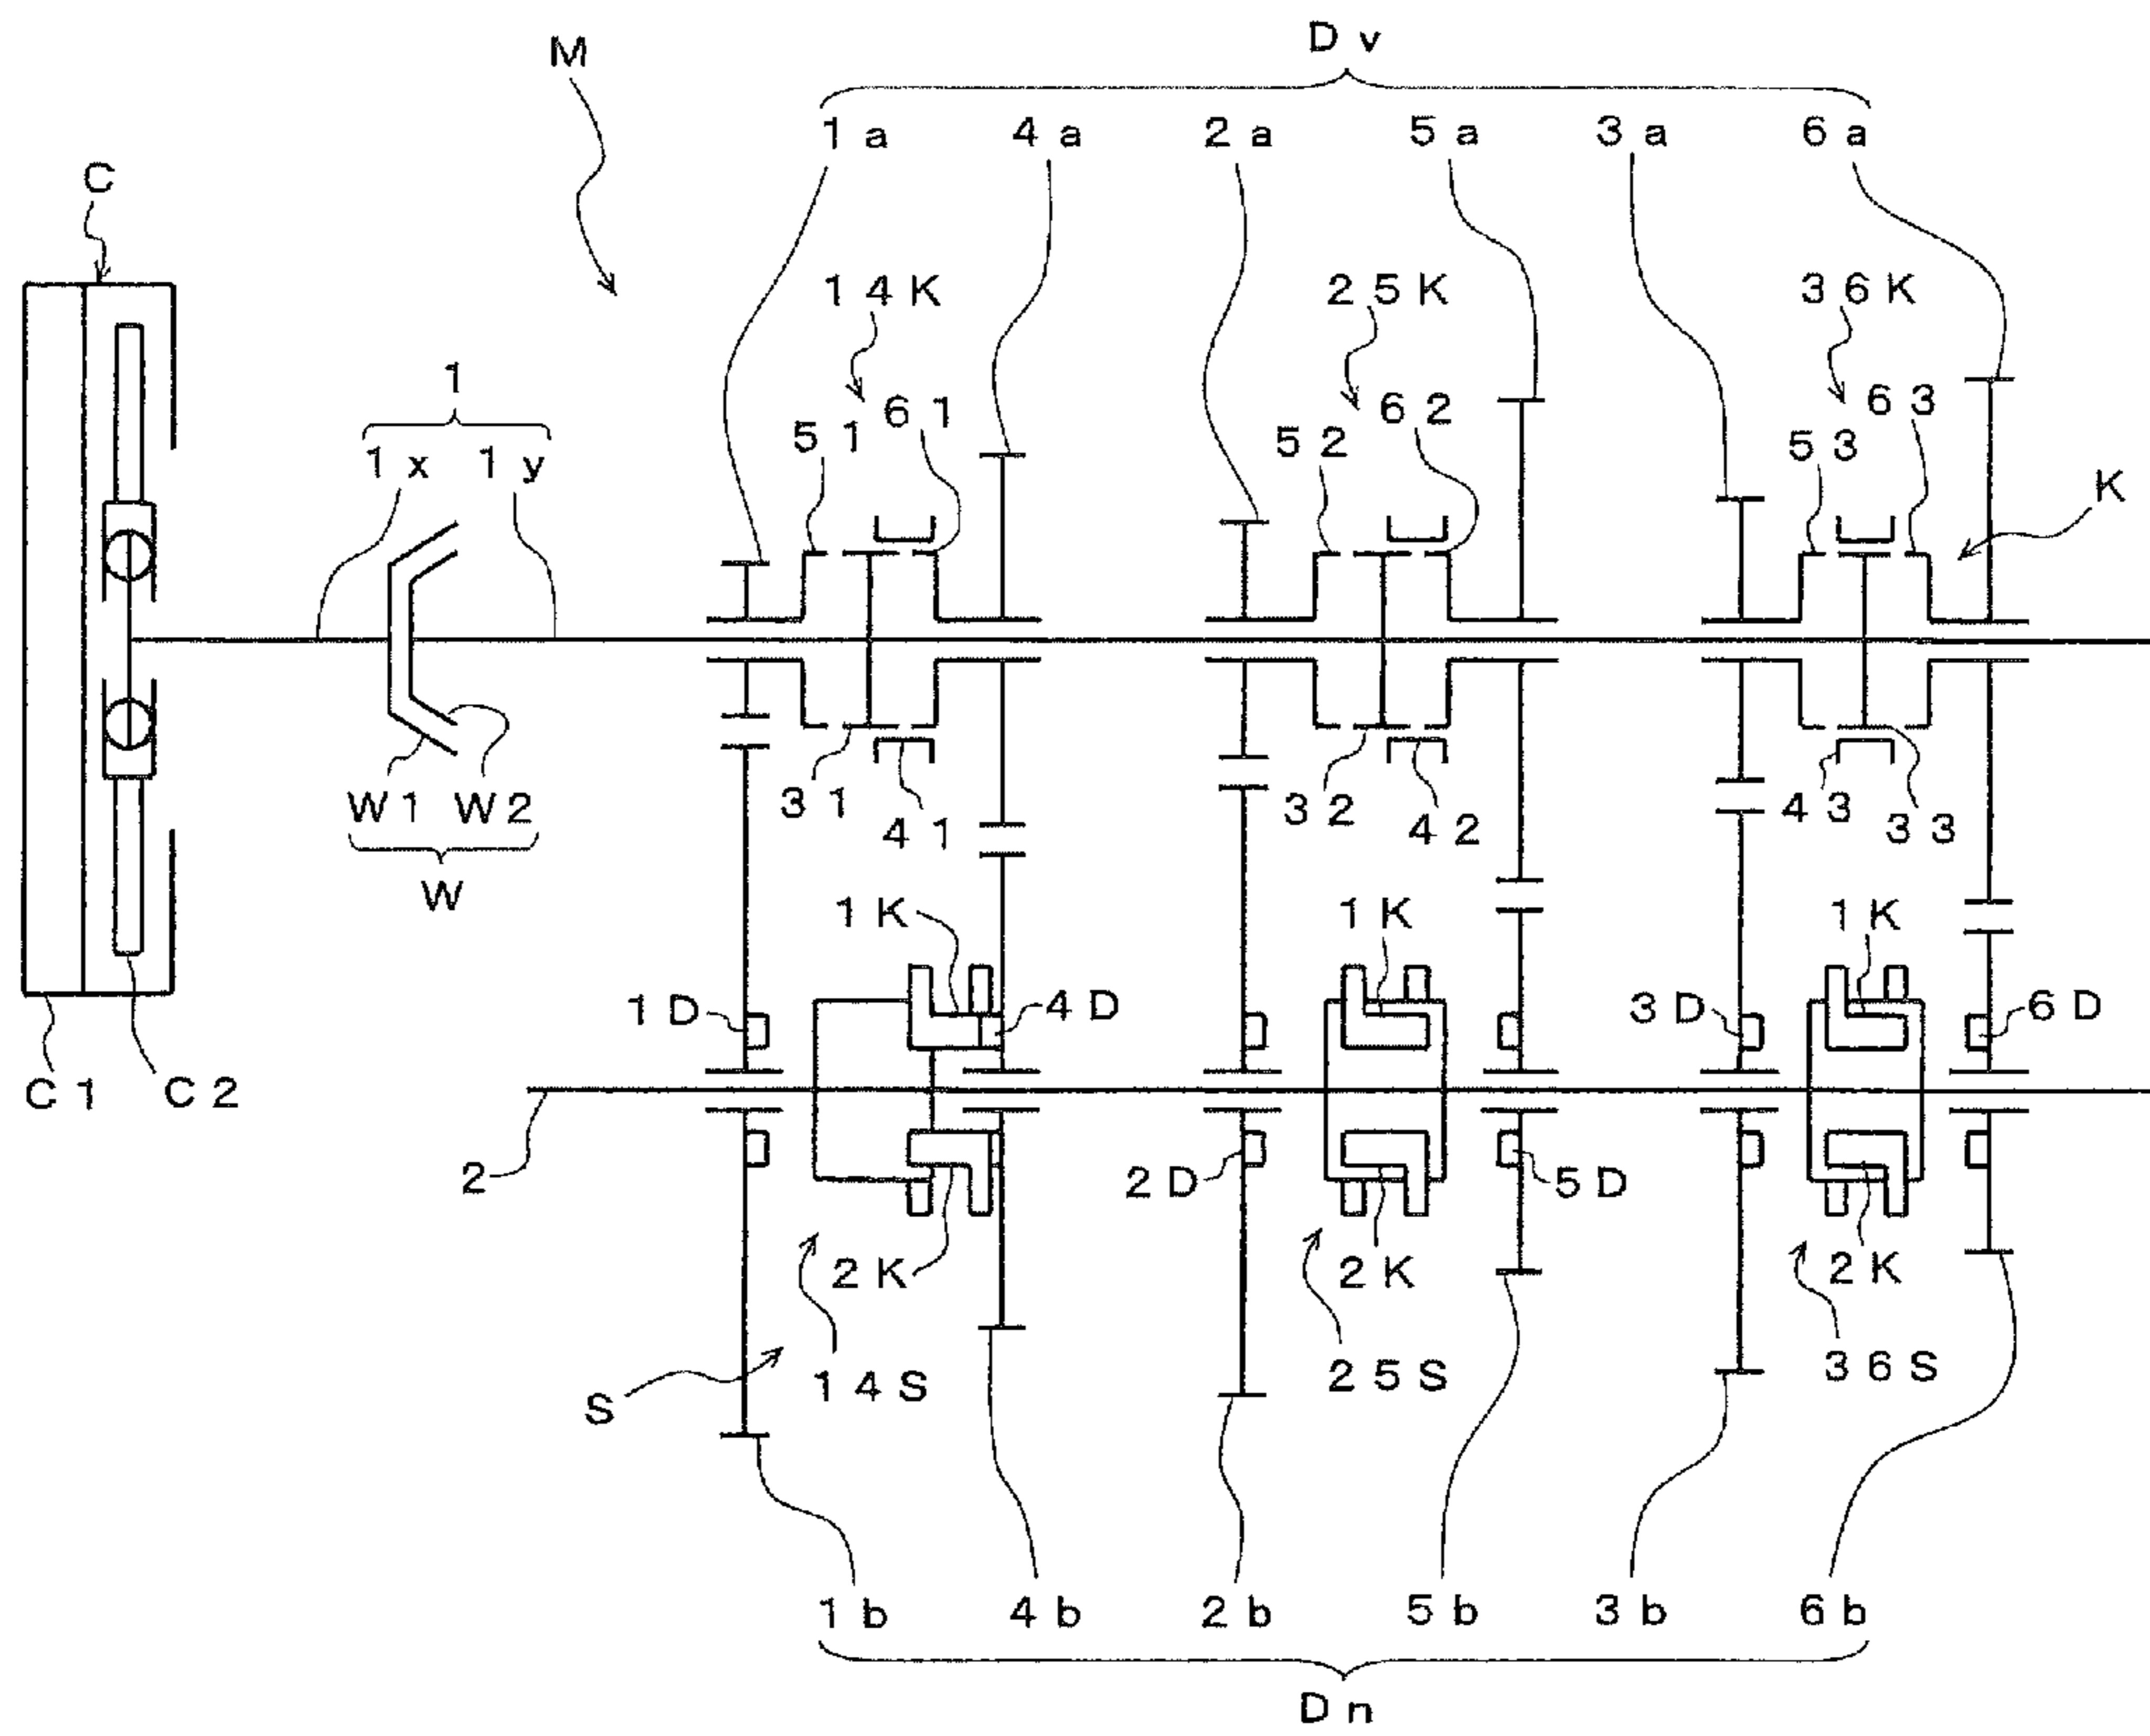 M
D v
1 a 4 a 2 a 5 a 3 a 6 a
C
1 4 K 2 5 K 3 6 K
1
6 1 6 2 6 3
5 1 5 2 5 3
1 x 1 y
K
W 1 W 2
3 1 3 2 4 3
4 1 4 2 3 3
W
1 K 1 K 1 K
1 D 4 D 3 D 6 D
C 1 C 2
2 2 D 5 D
2 K 2 K 2 K
1 4 S 2 5 S 3 6 S
S
1 b 4 b 2 b 5 b 3 b 6 b
D n